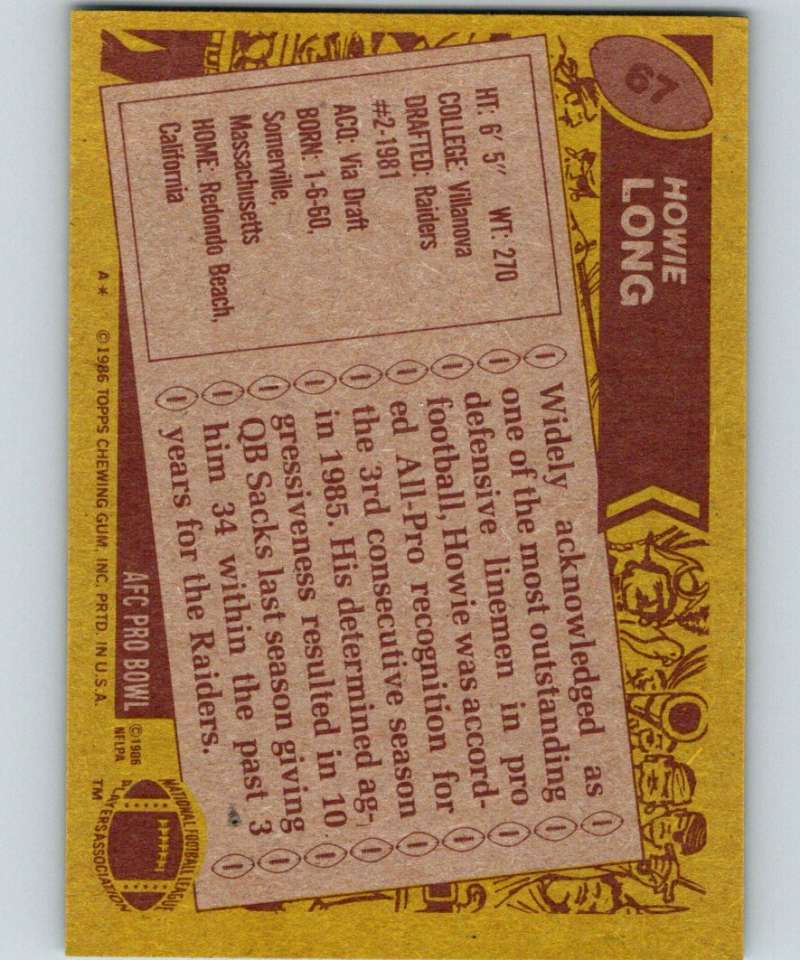 67
HOWIE
LONG
HT: 6' 5" WT: 270
COLLEGE: Villanova
DRAFTED: Raiders
#2-1981
ACQ: Via Draft
BORN: 1-6-60,
Somerville,
Massachusetts
HOME: Redondo Beach,
California
Widely acknowledged as
one of the most outstanding
defensive linemen in pro
football, Howie was accord-
ed All-Pro recognition for
the 3rd consecutive season
in 1985. His determined ag-
gressiveness resulted in 10
QB Sacks last season giving
him 34 within the past 3
years for the Raiders.
AFC PRO BOWL
A* ©1986 TOPPS CHEWING GUM, INC. PRTD. IN U.S.A.
©1986
NFLPA
NATIONAL FOOTBALL LEAGUE
PLAYERS ASSOCIATION
TM